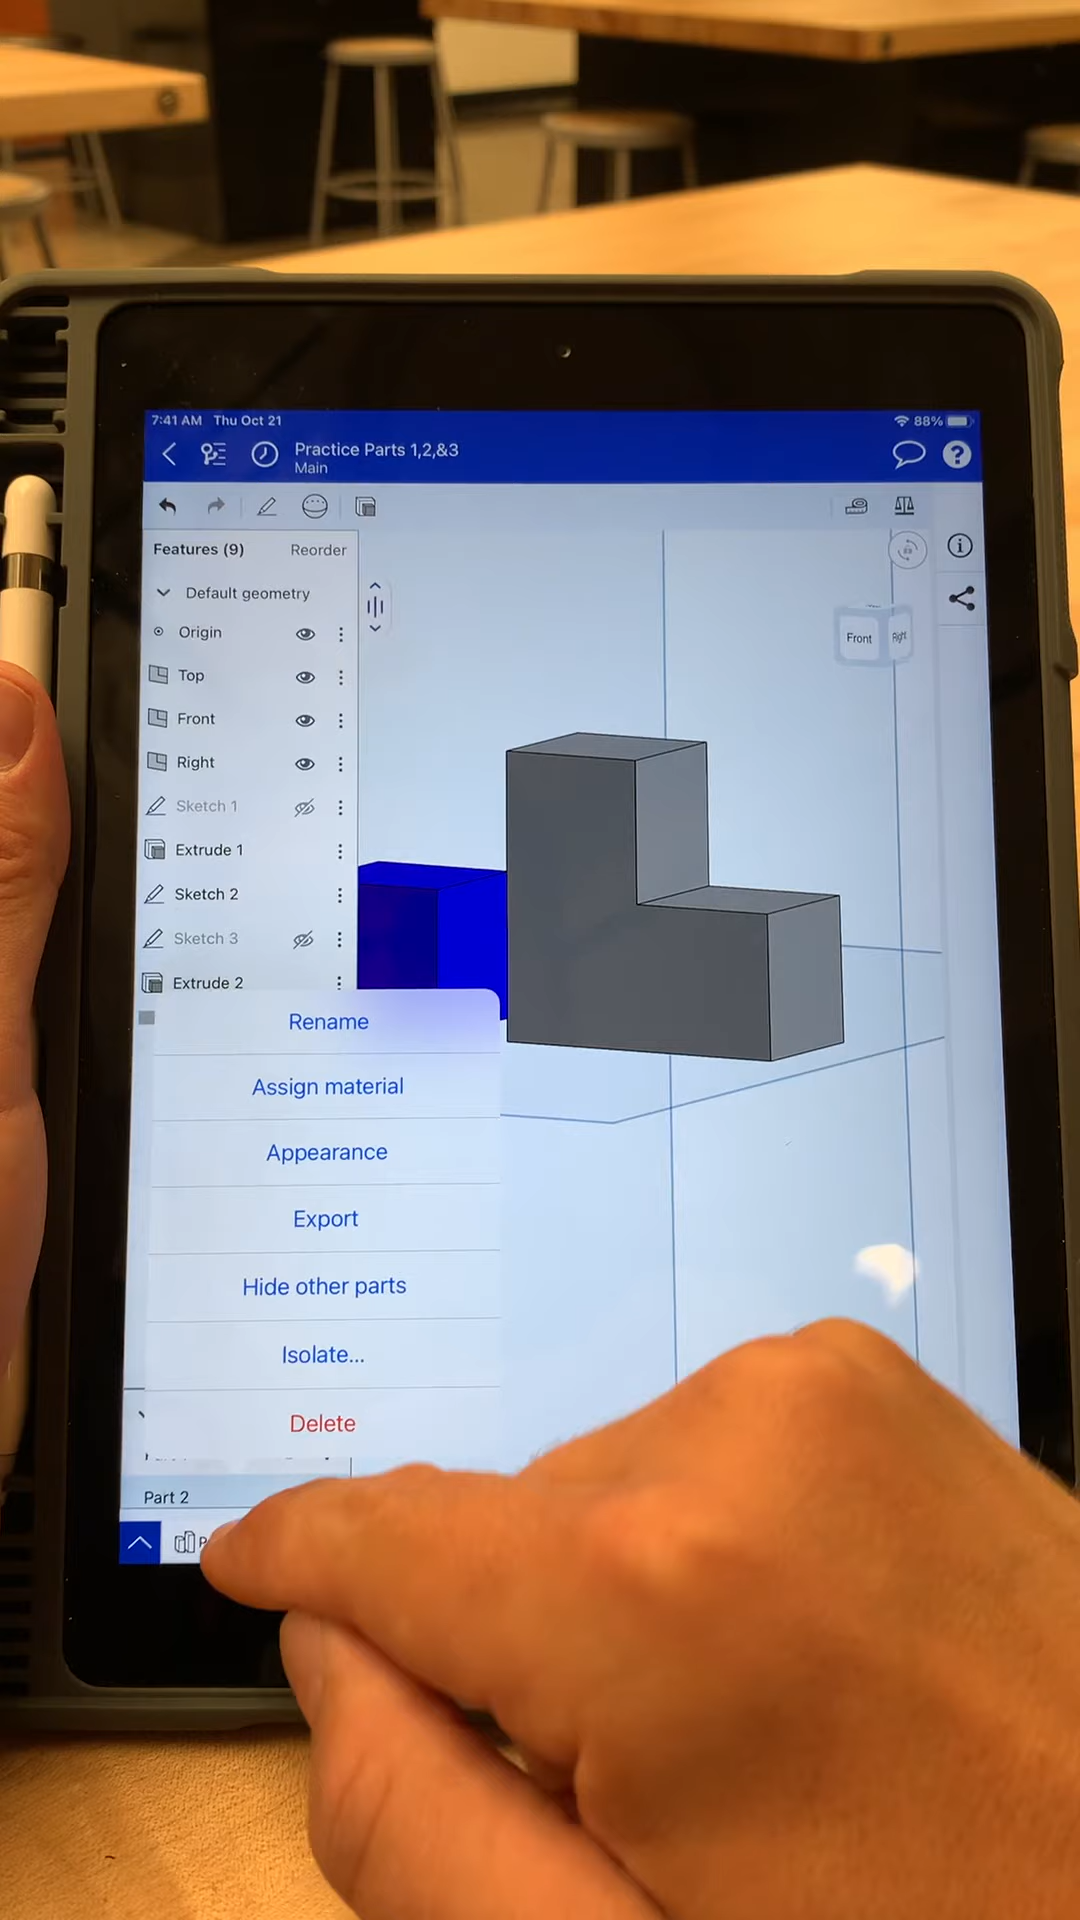 7:41 AM Thu Oct 21
88%
Practice Parts 1,2,&3
Main
Features (9)
Reorder
Default geometry
Origin
Top
Front
Right
Sketch 1
Extrude 1
Sketch 2
Sketch 3
Extrude 2
Front
Right
Rename
Assign material
Appearance
Export
Hide other parts
Isolate...
Delete
Part 2